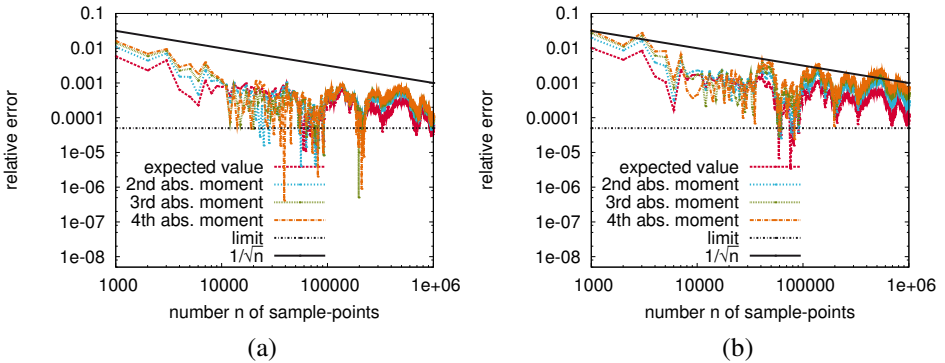 0.1
0.01
0.001
0.0001
1e-05
1e-06
1e-07
1e-08
relative error
expected value
2nd abs. moment
3rd abs. moment
4th abs. moment
limit
1/√n
1000
10000
100000
1e+06
number n of sample-points
(a)
0.1
0.01
0.001
0.0001
1e-05
1e-06
1e-07
1e-08
relative error
expected value
2nd abs. moment
3rd abs. moment
4th abs. moment
limit
1/√n
1000
10000
100000
1e+06
number n of sample-points
(b)